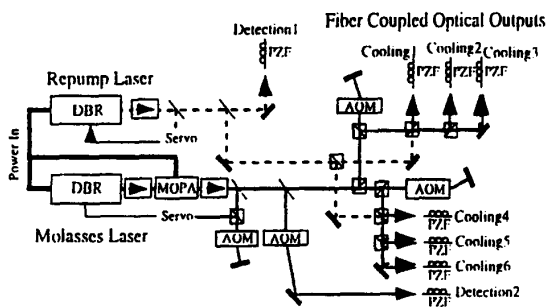 Fiber Coupled Optical Outputs
Detection1
PZF
Cooling1
Cooling2
Cooling3
PZF
PZF
PZF
Repump Laser
DBR
Servo
AOM
Power In
DBR
MOPA
AOM
Servo
Molasses Laser
AOM
AOM
Cooling4
PZF
Cooling5
PZF
Cooling6
PZF
Detection2
PZF